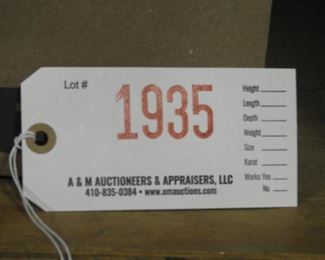 Lot #
1935
Height
Length
Depth
Weight
Size
Karat
Works: Yes
No
A & M AUCTIONEERS & APPRAISERS, LLC
410-835-0384 • www.amauctions.com